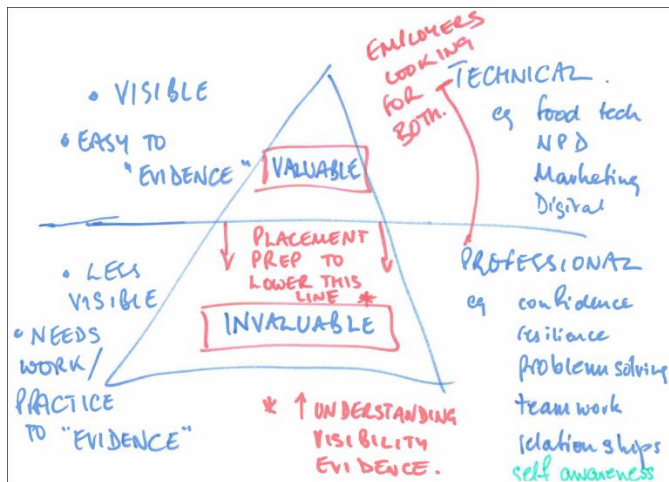 • VISIBLE
• EASY TO
"EVIDENCE"
VALUABLE
EMPLOYERS
LOOKING
FOR
BOTH.
TECHNICAL.
eg food tech
NPD
Marketing
Digital
• LESS
VISIBLE
• NEEDS
WORK/
PRACTICE
TO "EVIDENCE"
PLACEMENT
PREP TO
LOWER THIS
LINE *
INVALUABLE
* ↑ UNDERSTANDING
VISIBILITY
EVIDENCE.
PROFESSIONAL
eg confidence
resilience
problem solving
teamwork
relationships
self awareness